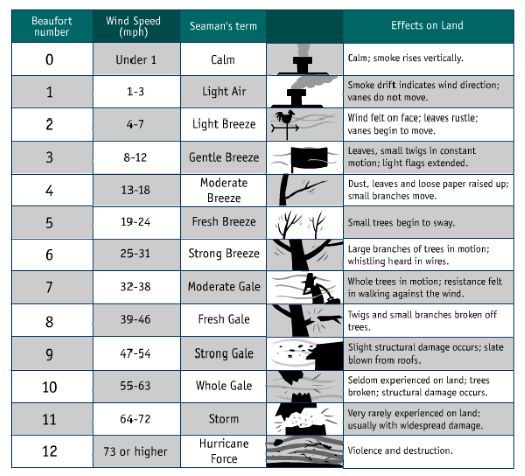 Beaufort number
Wind Speed (mph)
Seaman's term
Effects on Land
0
Under 1
Calm
Calm; smoke rises vertically.
1
1-3
Light Air
Smoke drift indicates wind direction;
vanes do not move.
2
4-7
Light Breeze
Wind felt on face; leaves rustle;
vanes begin to move.
3
8-12
Gentle Breeze
Leaves, small twigs in constant
motion; light flags extended.
4
13-18
Moderate
Breeze
Dust, leaves and loose paper raised up;
small branches move.
5
19-24
Fresh Breeze
Small trees begin to sway.
6
25-31
Strong Breeze
Large branches of trees in motion;
whistling heard in wires.
7
32-38
Moderate Gale
Whole trees in motion; resistance felt
in walking against the wind.
8
39-46
Fresh Gale
Twigs and small branches broken off
trees.
9
47-54
Strong Gale
Slight structural damage occurs; slate
blown from roofs.
10
55-63
Whole Gale
Seldom experienced on land; trees
broken; structural damage occurs.
11
64-72
Storm
Very rarely experienced on land;
usually with widespread damage.
12
73 or higher
Hurricane
Force
Violence and destruction.